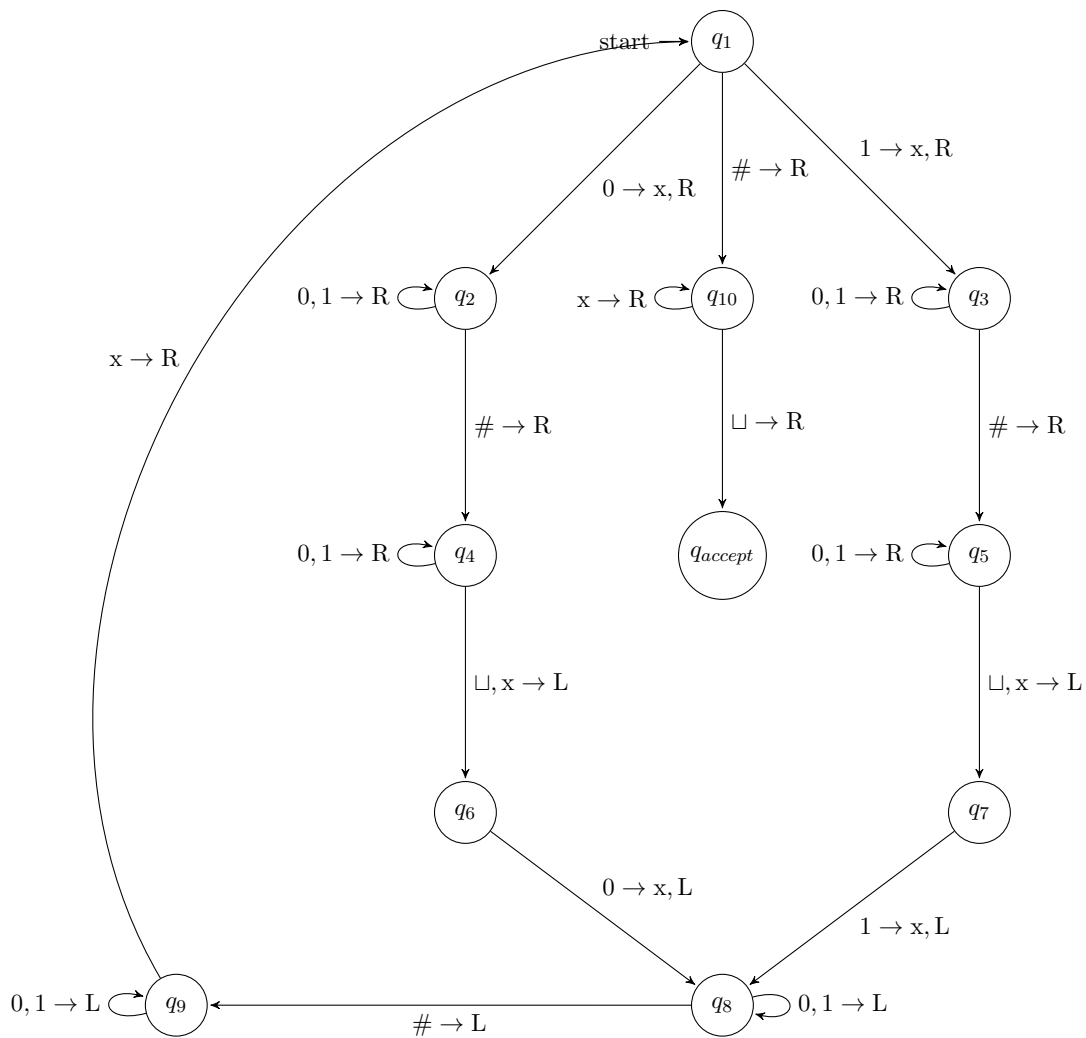 start
q1
1 → x, R
# → R
0 → x, R
0, 1 → R
q2
x → R
q10
0, 1 → R
q3
x → R
# → R
⊔ → R
# → R
0, 1 → R
q4
qaccept
0, 1 → R
q5
⊔, x → L
⊔, x → L
q6
q7
0 → x, L
1 → x, L
0, 1 → L
q9
q8
0, 1 → L
# → L